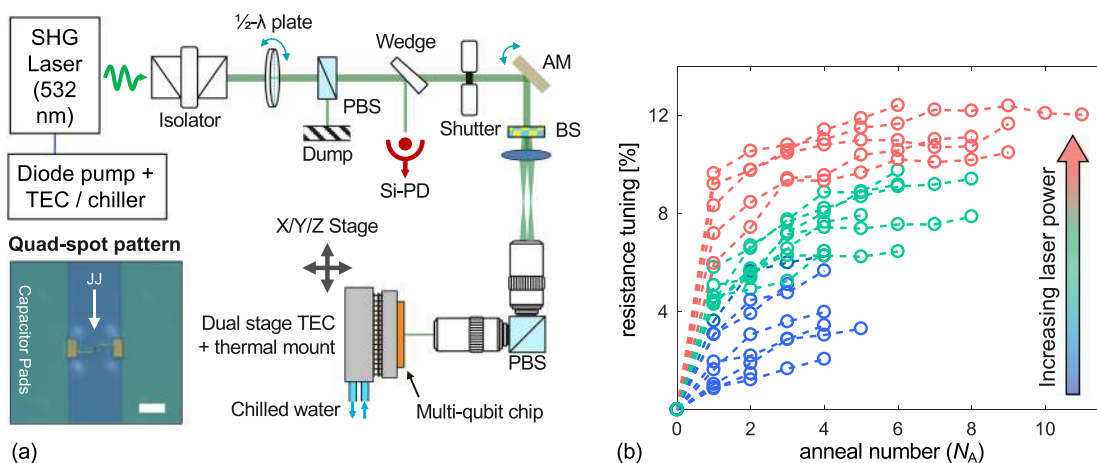 SHG
Laser
(532
nm)
Diode pump +
TEC / chiller
Isolator
½-λ plate
PBS
Dump
Wedge
Si-PD
Shutter
AM
BS
Quad-spot pattern
JJ
Capacitor Pads
X/Y/Z Stage
Dual stage TEC
+ thermal mount
Chilled water
Multi-qubit chip
PBS
(a)
resistance tuning [%]
12
8
4
0
2
4
6
8
10
anneal number (N_A)
Increasing laser power
(b)